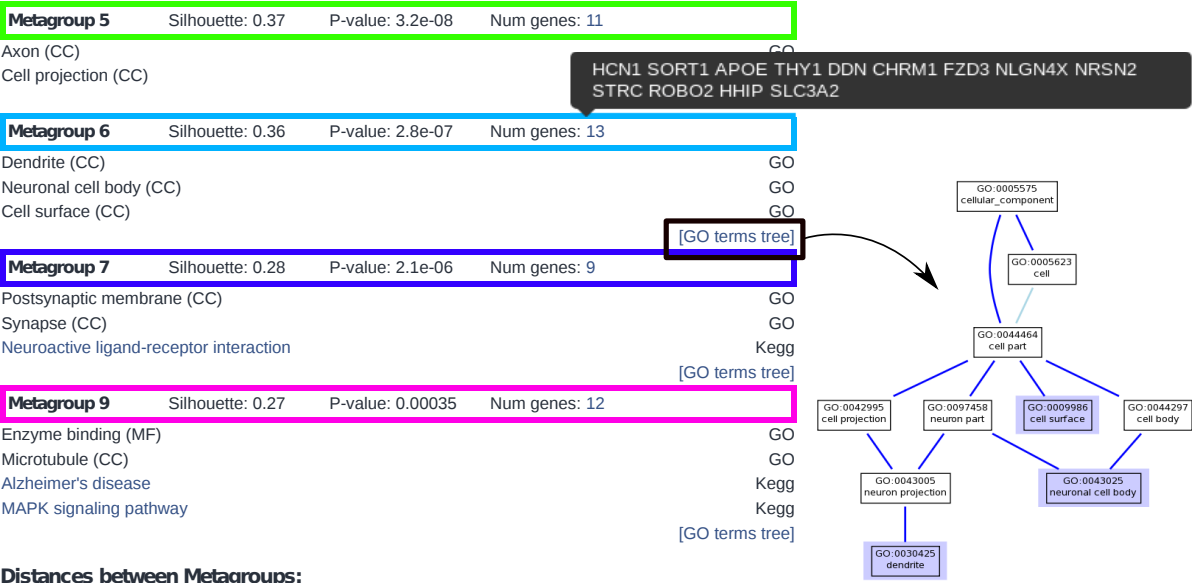 Metagroup 5 Silhouette: 0.37 P-value: 3.2e-08 Num genes: 11
Axon (CC) GO
Cell projection (CC)
HCN1 SORT1 APOE THY1 DDN CHRM1 FZD3 NLGN4X NRSN2
STRC ROBO2 HHIP SLC3A2
Metagroup 6 Silhouette: 0.36 P-value: 2.8e-07 Num genes: 13
Dendrite (CC) GO
Neuronal cell body (CC) GO
Cell surface (CC) GO
[GO terms tree]
Metagroup 7 Silhouette: 0.28 P-value: 2.1e-06 Num genes: 9
Postsynaptic membrane (CC) GO
Synapse (CC) GO
Neuroactive ligand-receptor interaction Kegg
[GO terms tree]
Metagroup 9 Silhouette: 0.27 P-value: 0.00035 Num genes: 12
Enzyme binding (MF) GO
Microtubule (CC) GO
Alzheimer's disease Kegg
MAPK signaling pathway Kegg
[GO terms tree]
Distances between Metagroups:
GO:0005575
cellular_component
GO:0005623
cell
GO:0044464
cell part
GO:0042995
cell projection
GO:0097458
neuron part
GO:0009986
cell surface
GO:0044297
cell body
GO:0043005
neuron projection
GO:0043025
neuronal cell body
GO:0030425
dendrite